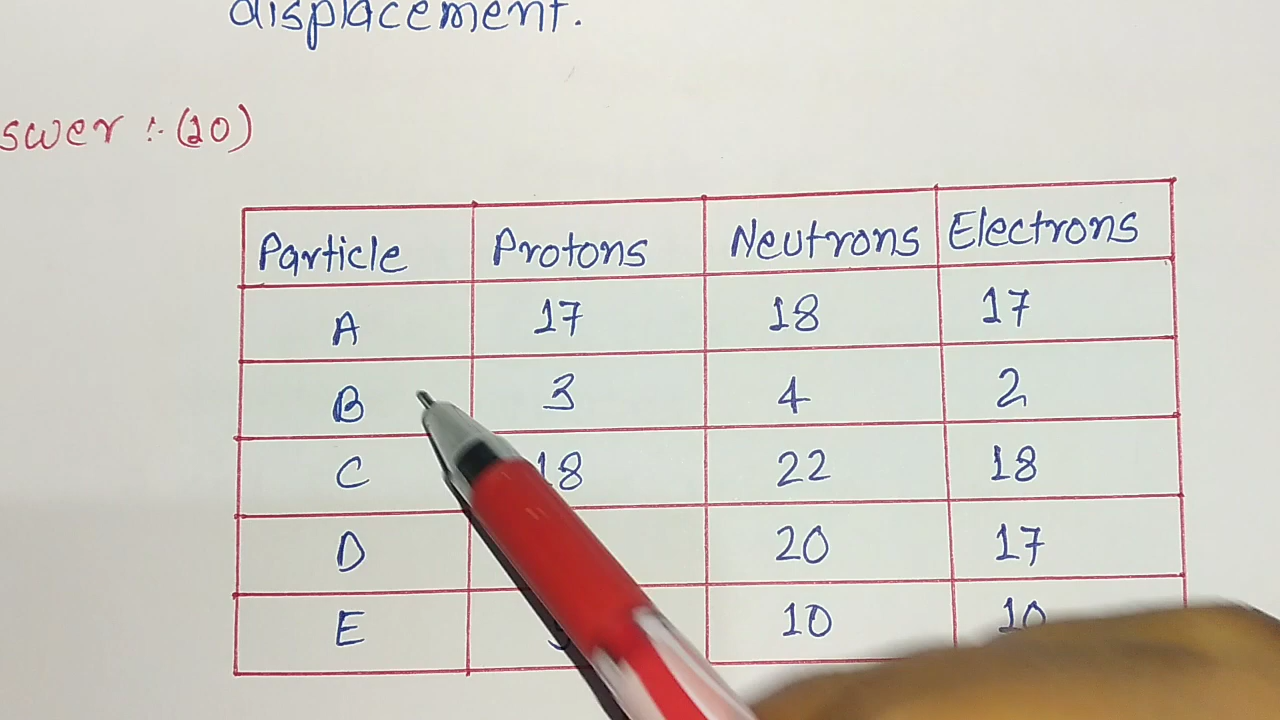 displacement.
swer :- (20)
Particle Protons Neutrons Electrons
A 17 18 17
B 3 4 2
C 18 22 18
D 20 17
E 10 10